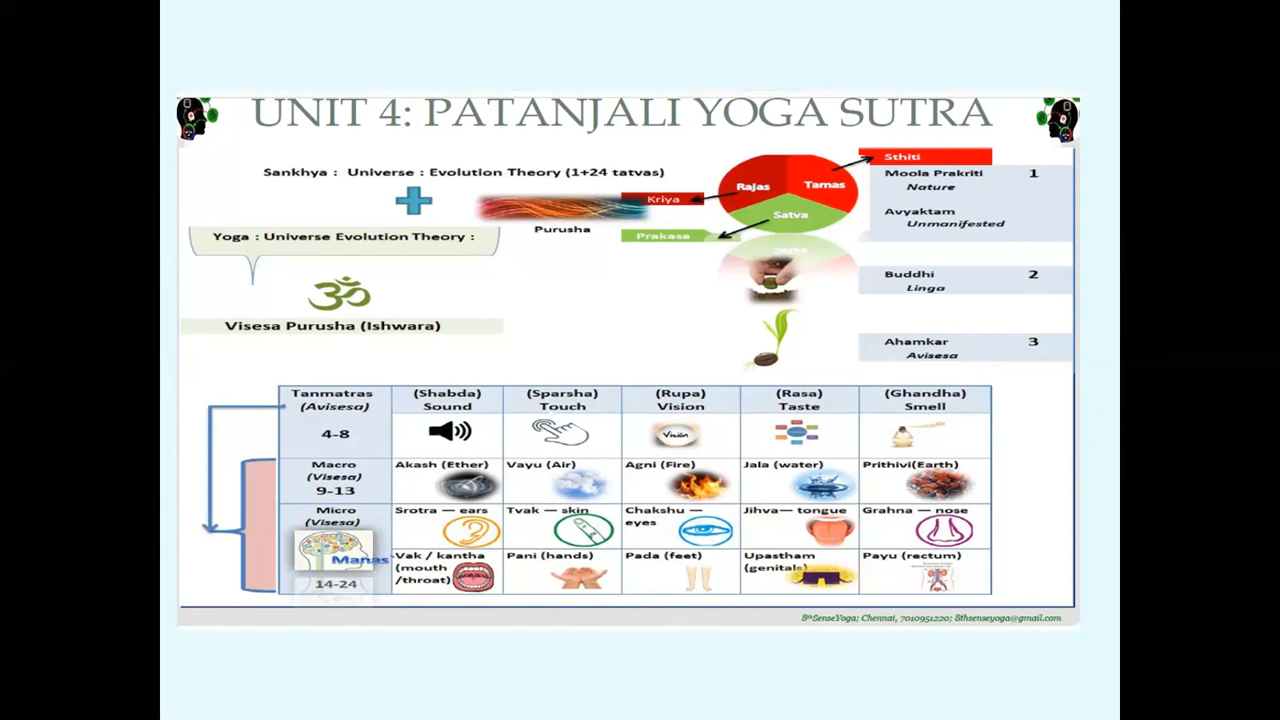 UNIT 4: PATANJALI YOGA SUTRA
Sankhya : Universe : Evolution Theory (1+24 tatvas)
Yoga : Universe Evolution Theory :
Visesa Purusha (Ishwara)
Purusha
Kriya
Prakasa
Rajas
Tamas
Satva
Sthiti
Moola Prakriti 1
Nature
Avyaktam
Unmanifested
Buddhi 2
Linga
Ahamkar 3
Avisesa
Tanmatras (Shabda) (Sparsha) (Rupa) (Rasa) (Ghandha)
(Avisesa) Sound Touch Vision Taste Smell
4-8 Vision
Macro Akash (Ether) Vayu (Air) Agni (Fire) Jala (water) Prithivi(Earth)
(Visesa)
9-13
Micro Srotra — ears Tvak — skin Chakshu — Jihva— tongue Grahna — nose
(Visesa) eyes
Manas Vak / kantha Pani (hands) Pada (feet) Upastham Payu (rectum)
(mouth (genitals)
14-24 /throat)
8thSenseYoga; Chennai, 7010951220; 8thsenseyoga@gmail.com